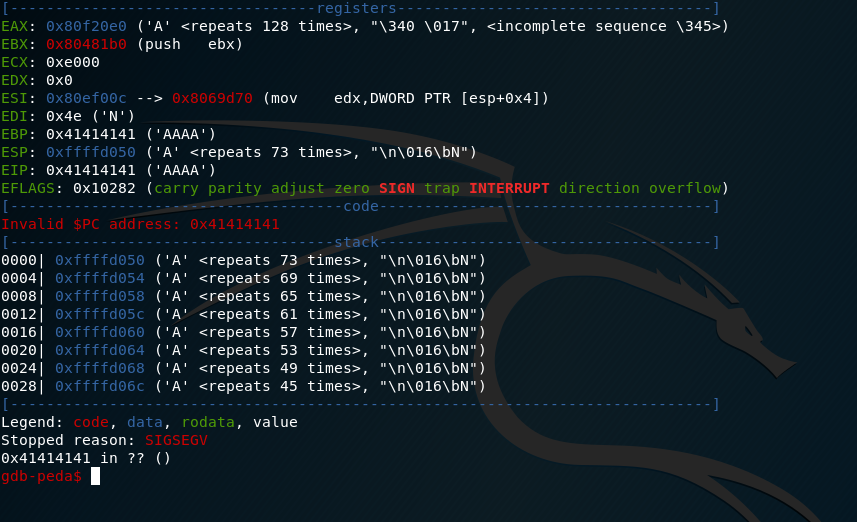 [----------------------------------registers-----------------------------------]
EAX: 0x80f20e0 ('A' <repeats 128 times>, "\340 \017", <incomplete sequence \345>)
EBX: 0x80481b0 (push   ebx)
ECX: 0xe000
EDX: 0x0
ESI: 0x80ef00c --> 0x8069d70 (mov    edx,DWORD PTR [esp+0x4])
EDI: 0x4e ('N')
EBP: 0x41414141 ('AAAA')
ESP: 0xffffd050 ('A' <repeats 73 times>, "\n\016\bN")
EIP: 0x41414141 ('AAAA')
EFLAGS: 0x10282 (carry parity adjust zero SIGN trap INTERRUPT direction overflow)
[-------------------------------------code-------------------------------------]
Invalid $PC address: 0x41414141
[------------------------------------stack-------------------------------------]
0000| 0xffffd050 ('A' <repeats 73 times>, "\n\016\bN")
0004| 0xffffd054 ('A' <repeats 69 times>, "\n\016\bN")
0008| 0xffffd058 ('A' <repeats 65 times>, "\n\016\bN")
0012| 0xffffd05c ('A' <repeats 61 times>, "\n\016\bN")
0016| 0xffffd060 ('A' <repeats 57 times>, "\n\016\bN")
0020| 0xffffd064 ('A' <repeats 53 times>, "\n\016\bN")
0024| 0xffffd068 ('A' <repeats 49 times>, "\n\016\bN")
0028| 0xffffd06c ('A' <repeats 45 times>, "\n\016\bN")
[------------------------------------------------------------------------------]
Legend: code, data, rodata, value
Stopped reason: SIGSEGV
0x41414141 in ?? ()
gdb-peda$